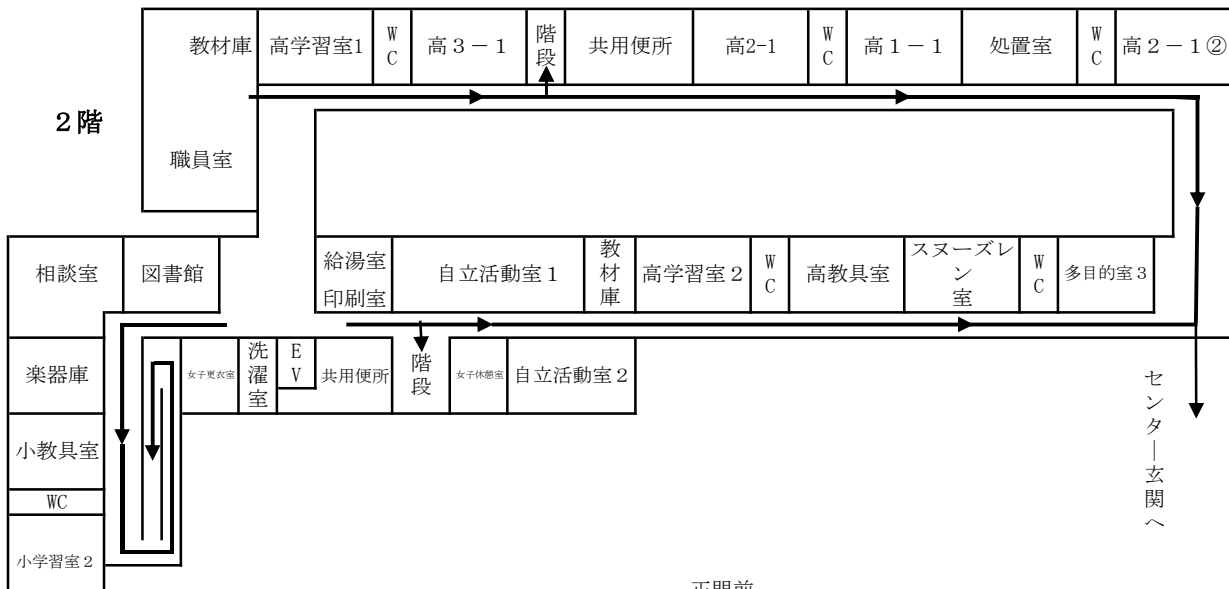 教材庫
高学習室1
WC
高3－1
階段
共用便所
高2-1
WC
高1－1
処置室
WC
高2－1②
2階
職員室
相談室
図書館
給湯室
印刷室
自立活動室1
教材庫
高学習室2
WC
高教具室
スヌーズレン室
WC
多目的室3
楽器庫
女子更衣室
洗濯室
EV
共用便所
階段
女子休憩室
自立活動室2
センター玄関へ
小教具室
WC
小学習室2